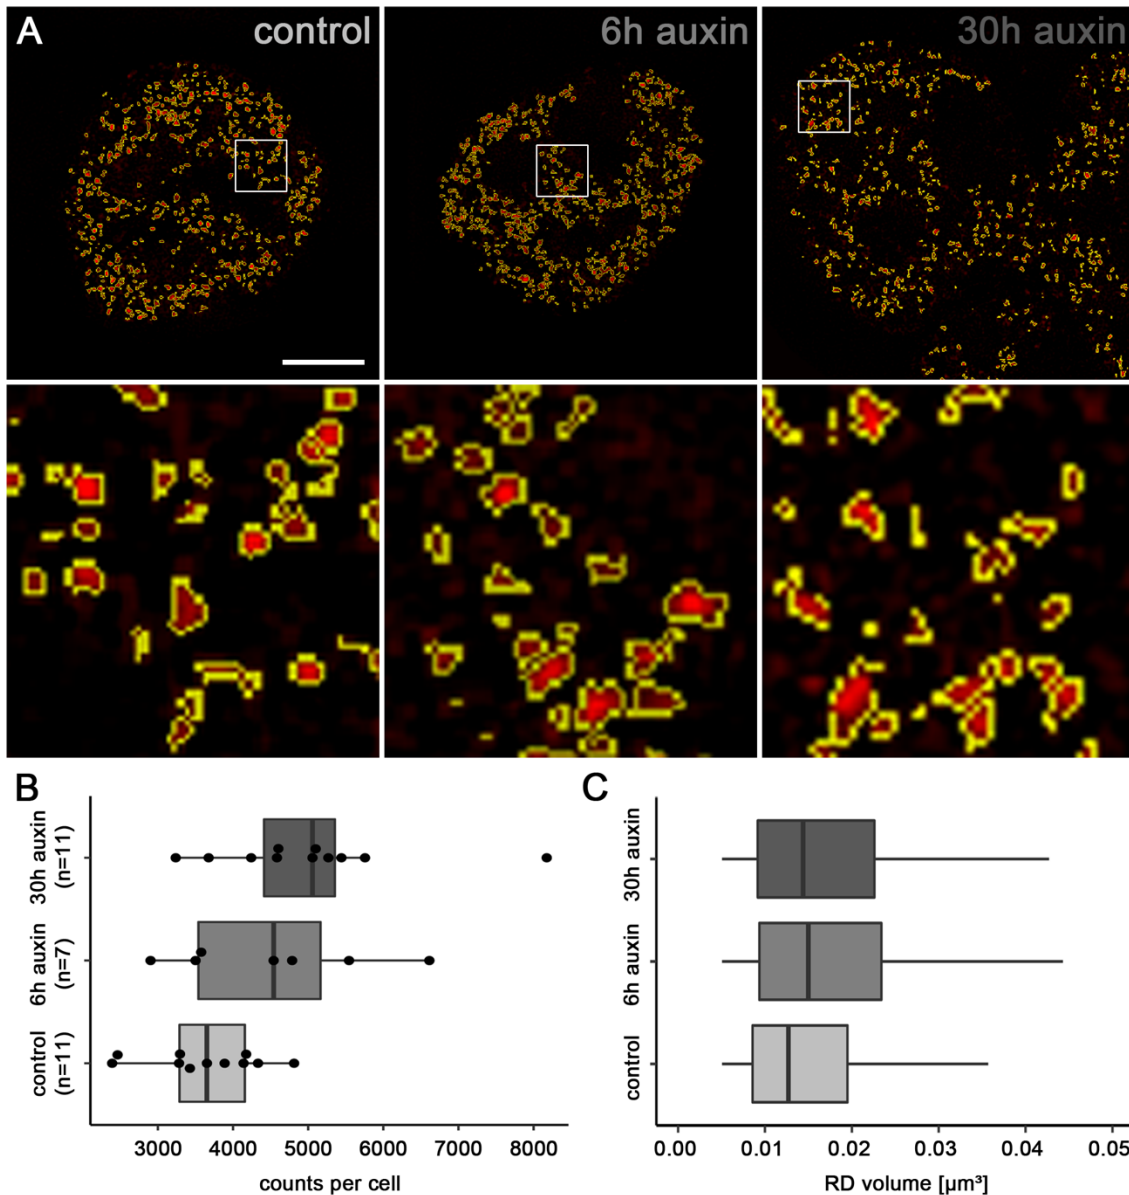 A
control
6h auxin
30h auxin
B
30h auxin
(n=11)
6h auxin
(n=7)
control
(n=11)
3000 4000 5000 6000 7000 8000
counts per cell
C
30h auxin
6h auxin
control
0.00 0.01 0.02 0.03 0.04 0.05
RD volume [µm³]